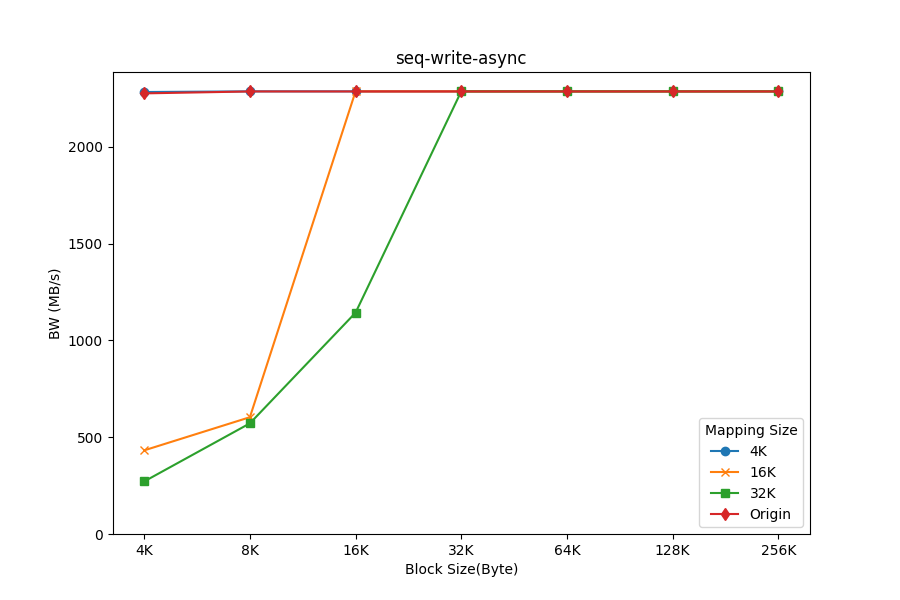 seq-write-async
BW (MB/s)
2000
1500
1000
500
0
4K
8K
16K
32K
64K
128K
256K
Block Size(Byte)
Mapping Size
4K
16K
32K
Origin